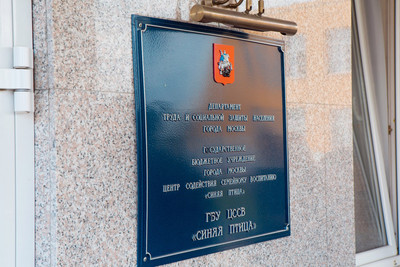 ДЕПАРТАМЕНТ
ТРУДА И СОЦИАЛЬНОЙ ЗАЩИТЫ НАСЕЛЕНИЯ
ГОРОДА МОСКВЫ
ГОСУДАРСТВЕННОЕ
БЮДЖЕТНОЕ УЧРЕЖДЕНИЕ
ГОРОДА МОСКВЫ
ЦЕНТР СОДЕЙСТВИЯ СЕМЕЙНОМУ ВОСПИТАНИЮ
«СИНЯЯ ПТИЦА»
ГБУ ЦССВ
«СИНЯЯ ПТИЦА»